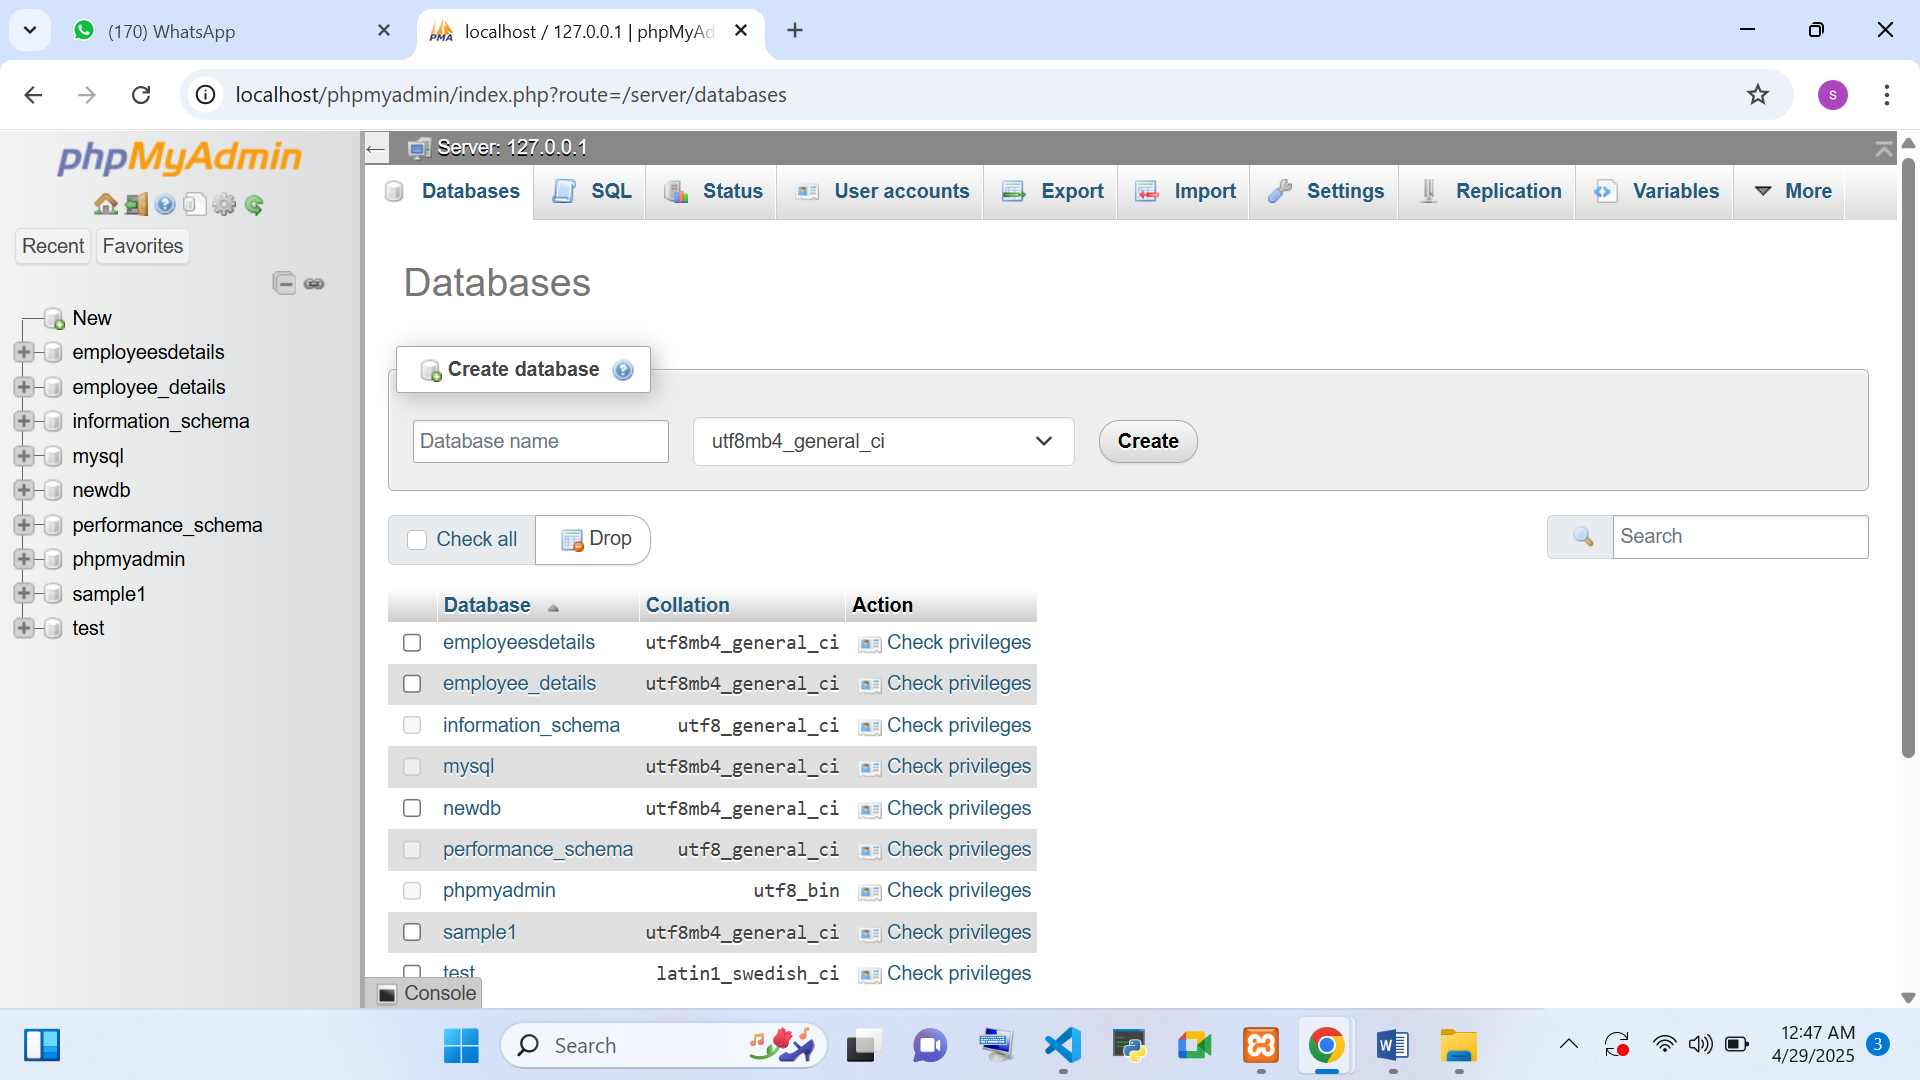 (170) WhatsApp
localhost / 127.0.0.1 | phpMyAd
localhost/phpmyadmin/index.php?route=/server/databases
phpMyAdmin
Recent Favorites
New
employeesdetails
employee_details
information_schema
mysql
newdb
performance_schema
phpmyadmin
sample1
test
Server: 127.0.0.1
Databases SQL Status User accounts Export Import Settings Replication Variables More
Databases
Create database
Database name utf8mb4_general_ci Create
Check all Drop Search
Database Collation Action
employeesdetails utf8mb4_general_ci Check privileges
employee_details utf8mb4_general_ci Check privileges
information_schema utf8_general_ci Check privileges
mysql utf8mb4_general_ci Check privileges
newdb utf8mb4_general_ci Check privileges
performance_schema utf8_general_ci Check privileges
phpmyadmin utf8_bin Check privileges
sample1 utf8mb4_general_ci Check privileges
test latin1_swedish_ci Check privileges
Console
Search
12:47 AM
4/29/2025
3
PMA
s
W